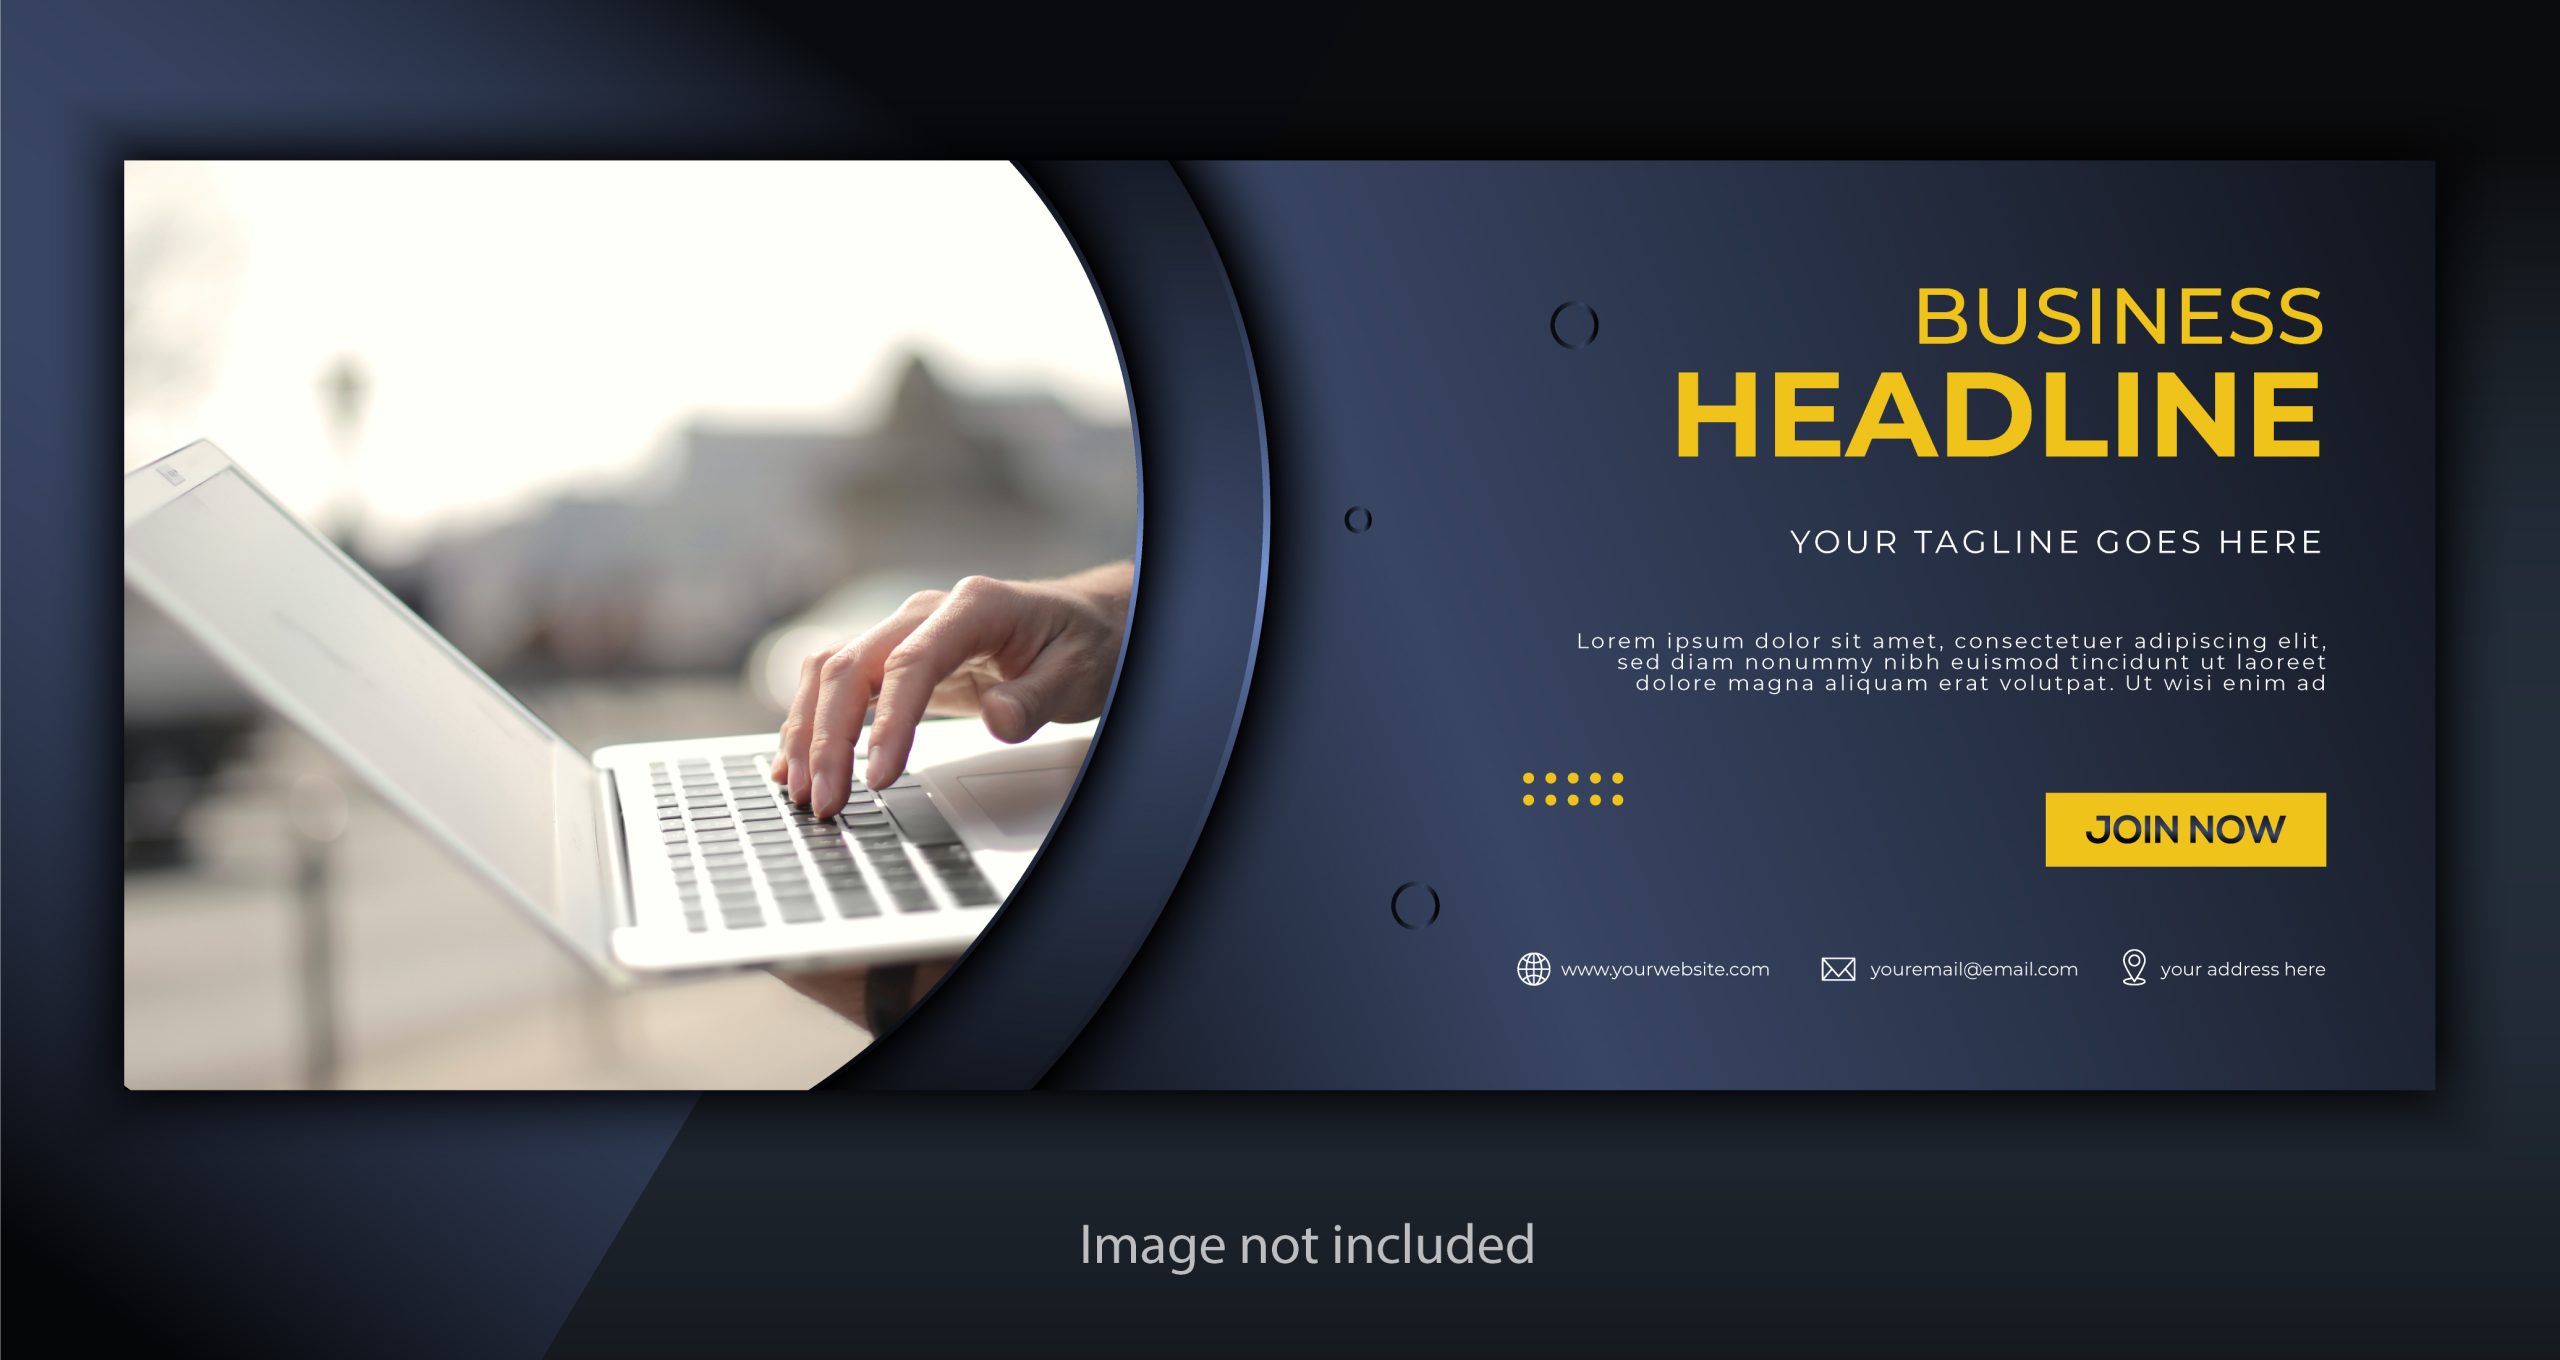 BUSINESS
HEADLINE
YOUR TAGLINE GOES HERE
Lorem ipsum dolor sit amet, consectetuer adipiscing elit,
sed diam nonummy nibh euismod tincidunt ut laoreet
dolore magna aliquam erat volutpat. Ut wisi enim ad
JOIN NOW
www.yourwebsite.com youremail@email.com your address here
Image not included